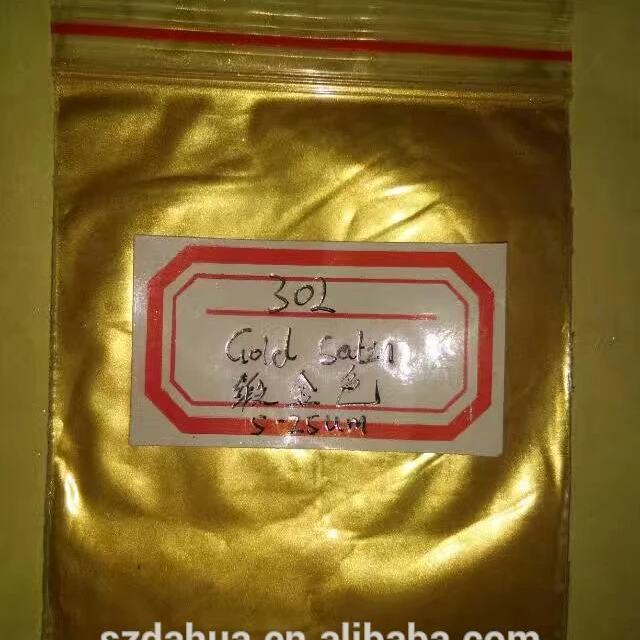 302
Gold Satin
缎金色
5-25um
szdahua.en.alibaba.com